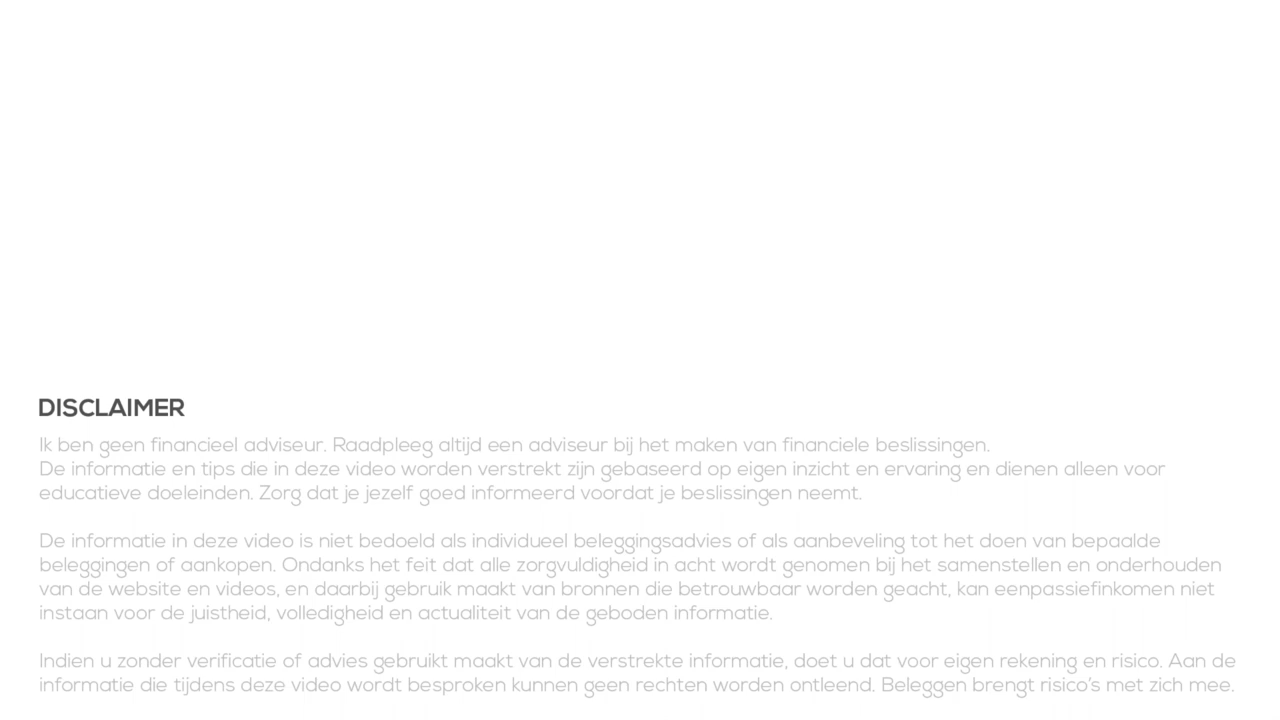 DISCLAIMER
Ik ben geen financieel adviseur. Raadpleeg altijd een adviseur bij het maken van financiele beslissingen.
De informatie en tips die in deze video worden verstrekt zijn gebaseerd op eigen inzicht en ervaring en dienen alleen voor
educatieve doeleinden. Zorg dat je jezelf goed informeerd voordat je beslissingen neemt.
De informatie in deze video is niet bedoeld als individueel beleggingsadvies of als aanbeveling tot het doen van bepaalde
beleggingen of aankopen. Ondanks het feit dat alle zorgvuldigheid in acht wordt genomen bij het samenstellen en onderhouden
van de website en videos, en daarbij gebruik maakt van bronnen die betrouwbaar worden geacht, kan eenpassiefinkomen niet
instaan voor de juistheid, volledigheid en actualiteit van de geboden informatie.
Indien u zonder verificatie of advies gebruikt maakt van de verstrekte informatie, doet u dat voor eigen rekening en risico. Aan de
informatie die tijdens deze video wordt besproken kunnen geen rechten worden ontleend. Beleggen brengt risico's met zich mee.